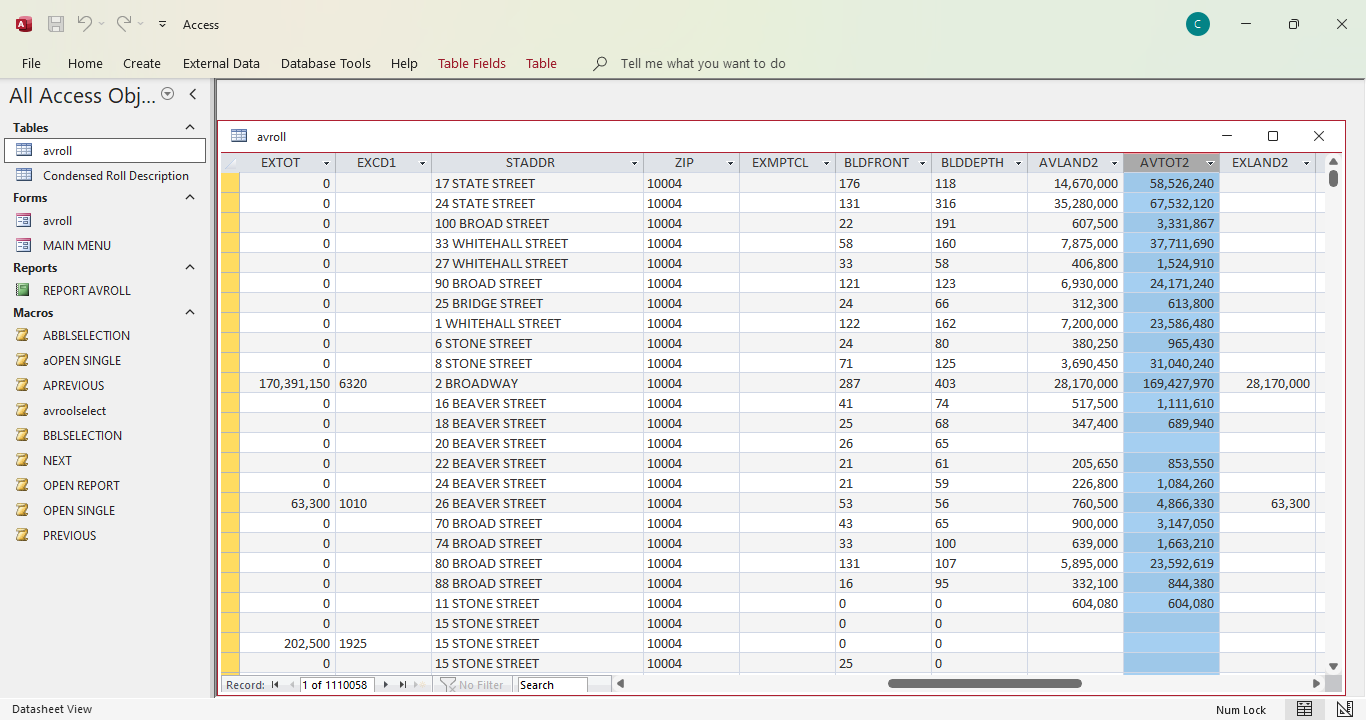 Access
C
File Home Create External Data Database Tools Help Table Fields Table Tell me what you want to do
All Access Obj...
Tables
avroll
Condensed Roll Description
Forms
avroll
MAIN MENU
Reports
REPORT AVROLL
Macros
ABBLSELECTION
aOPEN SINGLE
APREVIOUS
avroolselect
BBLSELECTION
NEXT
OPEN REPORT
OPEN SINGLE
PREVIOUS
avroll
EXTOT EXCD1 STADDR ZIP EXMPTCL BLDFRONT BLDDEPTH AVLAND2 AVTOT2 EXLAND2
0 17 STATE STREET 10004 176 118 14,670,000 58,526,240
0 24 STATE STREET 10004 131 316 35,280,000 67,532,120
0 100 BROAD STREET 10004 22 191 607,500 3,331,867
0 33 WHITEHALL STREET 10004 58 160 7,875,000 37,711,690
0 27 WHITEHALL STREET 10004 33 58 406,800 1,524,910
0 90 BROAD STREET 10004 121 123 6,930,000 24,171,240
0 25 BRIDGE STREET 10004 24 66 312,300 613,800
0 1 WHITEHALL STREET 10004 122 162 7,200,000 23,586,480
0 6 STONE STREET 10004 24 80 380,250 965,430
0 8 STONE STREET 10004 71 125 3,690,450 31,040,240
170,391,150 6320 2 BROADWAY 10004 287 403 28,170,000 169,427,970 28,170,000
0 16 BEAVER STREET 10004 41 74 517,500 1,111,610
0 18 BEAVER STREET 10004 25 68 347,400 689,940
0 20 BEAVER STREET 10004 26 65
0 22 BEAVER STREET 10004 21 61 205,650 853,550
0 24 BEAVER STREET 10004 21 59 226,800 1,084,260
63,300 1010 26 BEAVER STREET 10004 53 56 760,500 4,866,330 63,300
0 70 BROAD STREET 10004 43 65 900,000 3,147,050
0 74 BROAD STREET 10004 33 100 639,000 1,663,210
0 80 BROAD STREET 10004 131 107 5,895,000 23,592,619
0 88 BROAD STREET 10004 16 95 332,100 844,380
0 11 STONE STREET 10004 0 0 604,080 604,080
0 15 STONE STREET 10004 0 0
202,500 1925 15 STONE STREET 10004 0 0
0 15 STONE STREET 10004 25 0
Record: 1 of 1110058 No Filter Search
Datasheet View Num Lock